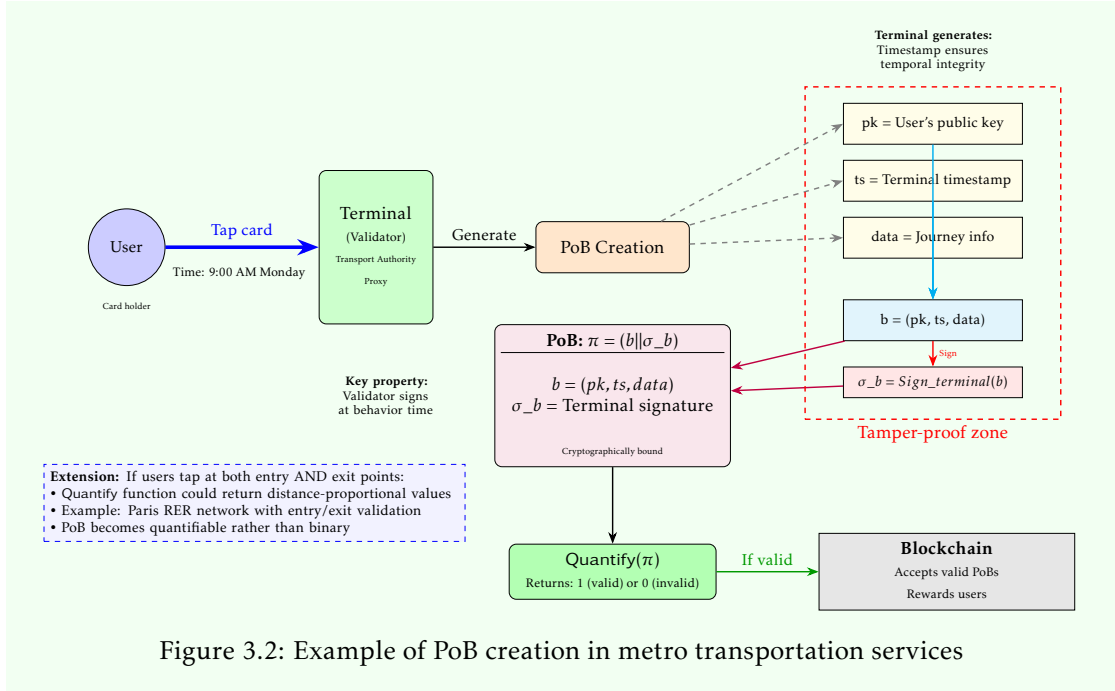 Terminal generates:
Timestamp ensures
temporal integrity
pk = User's public key
ts = Terminal timestamp
data = Journey info
b = (pk, ts, data)
Sign
σ_b = Sign_terminal(b)
Tamper-proof zone
User
Card holder
Tap card
Time: 9:00 AM Monday
Terminal
(Validator)
Transport Authority
Proxy
Generate
PoB Creation
Key property:
Validator signs
at behavior time
PoB: π = (b||σ_b)
b = (pk, ts, data)
σ_b = Terminal signature
Cryptographically bound
Extension: If users tap at both entry AND exit points:
• Quantify function could return distance-proportional values
• Example: Paris RER network with entry/exit validation
• PoB becomes quantifiable rather than binary
Quantify(π)
Returns: 1 (valid) or 0 (invalid)
If valid
Blockchain
Accepts valid PoBs
Rewards users
Figure 3.2: Example of PoB creation in metro transportation services